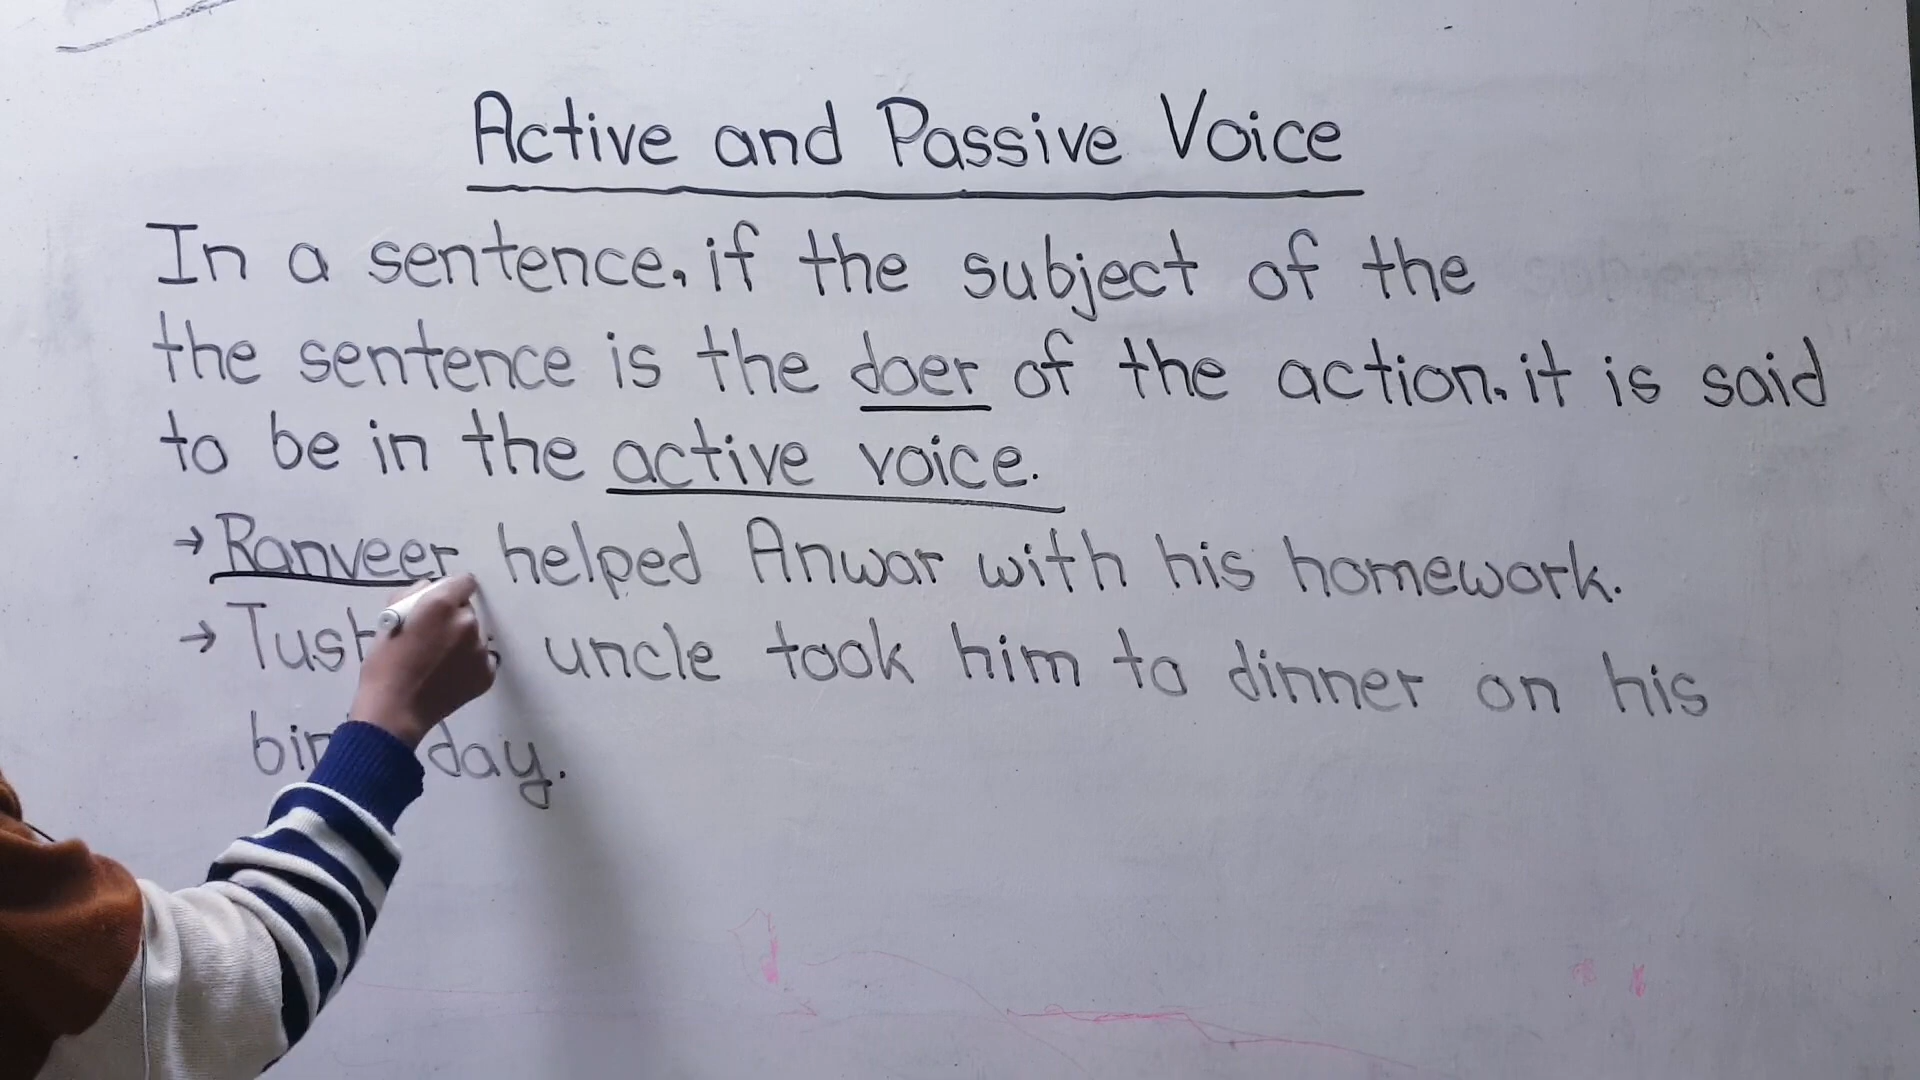 Active and Passive Voice
In a sentence, if the subject of the
the sentence is the doer of the action, it is said
to be in the active voice.
→ Ranveer helped Anwar with his homework.
→ uncle took him to dinner on his
day.